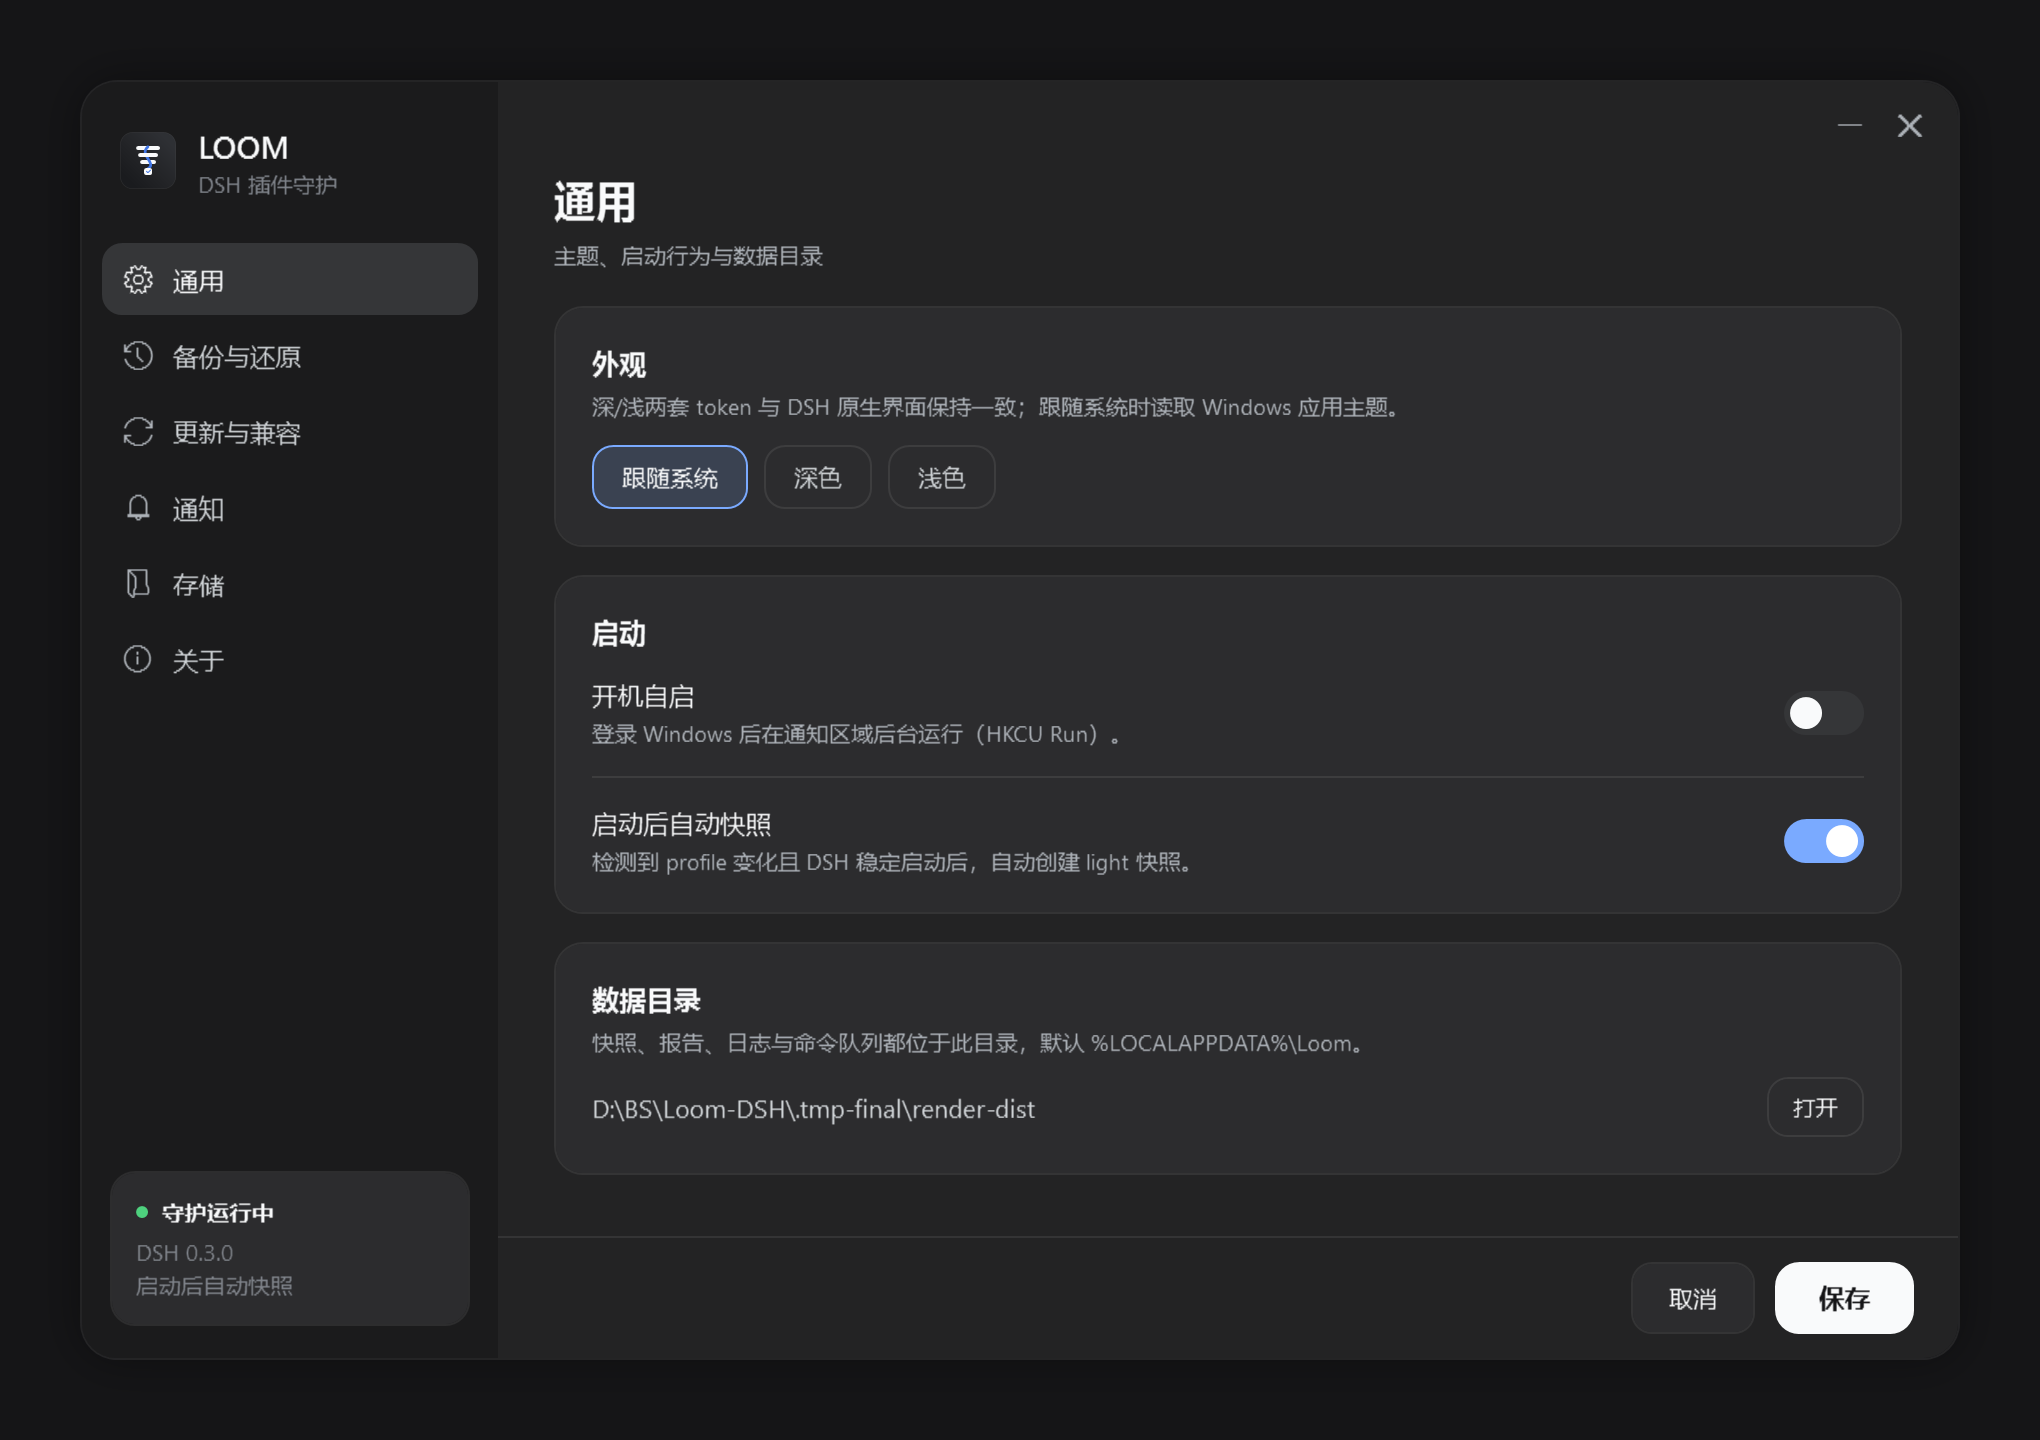 LOOM
DSH 插件守护
通用
备份与还原
更新与兼容
通知
存储
关于
守护运行中
DSH 0.3.0
启动后自动快照
通用
主题、启动行为与数据目录
外观
深/浅两套 token 与 DSH 原生界面保持一致；跟随系统时读取 Windows 应用主题。
跟随系统
深色
浅色
启动
开机自启
登录 Windows 后在通知区域后台运行（HKCU Run）。
启动后自动快照
检测到 profile 变化且 DSH 稳定启动后，自动创建 light 快照。
数据目录
快照、报告、日志与命令队列都位于此目录，默认 %LOCALAPPDATA%\Loom。
D:\BS\Loom-DSH\.tmp-final\render-dist
打开
取消
保存